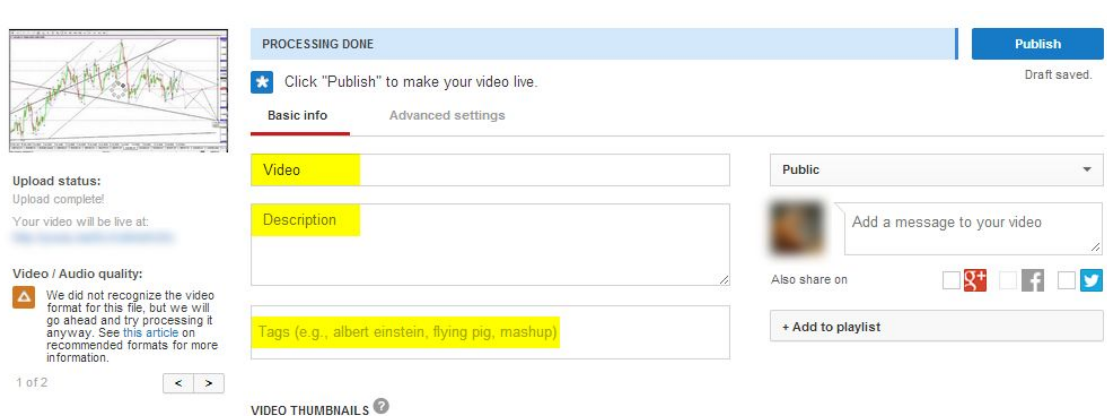 PROCESSING DONE
Publish
Click "Publish" to make your video live.
Draft saved.
Basic info
Advanced settings
Video
Public
Upload status:
Upload complete!
Your video will be live at:
Description
Add a message to your video
Video / Audio quality:
We did not recognize the video
format for this file, but we will
go ahead and try processing it
anyway. See this article on
recommended formats for more
information.
Also share on
g+
f
Tags (e.g., albert einstein, flying pig, mashup)
+ Add to playlist
1 of 2
< >
VIDEO THUMBNAILS ?